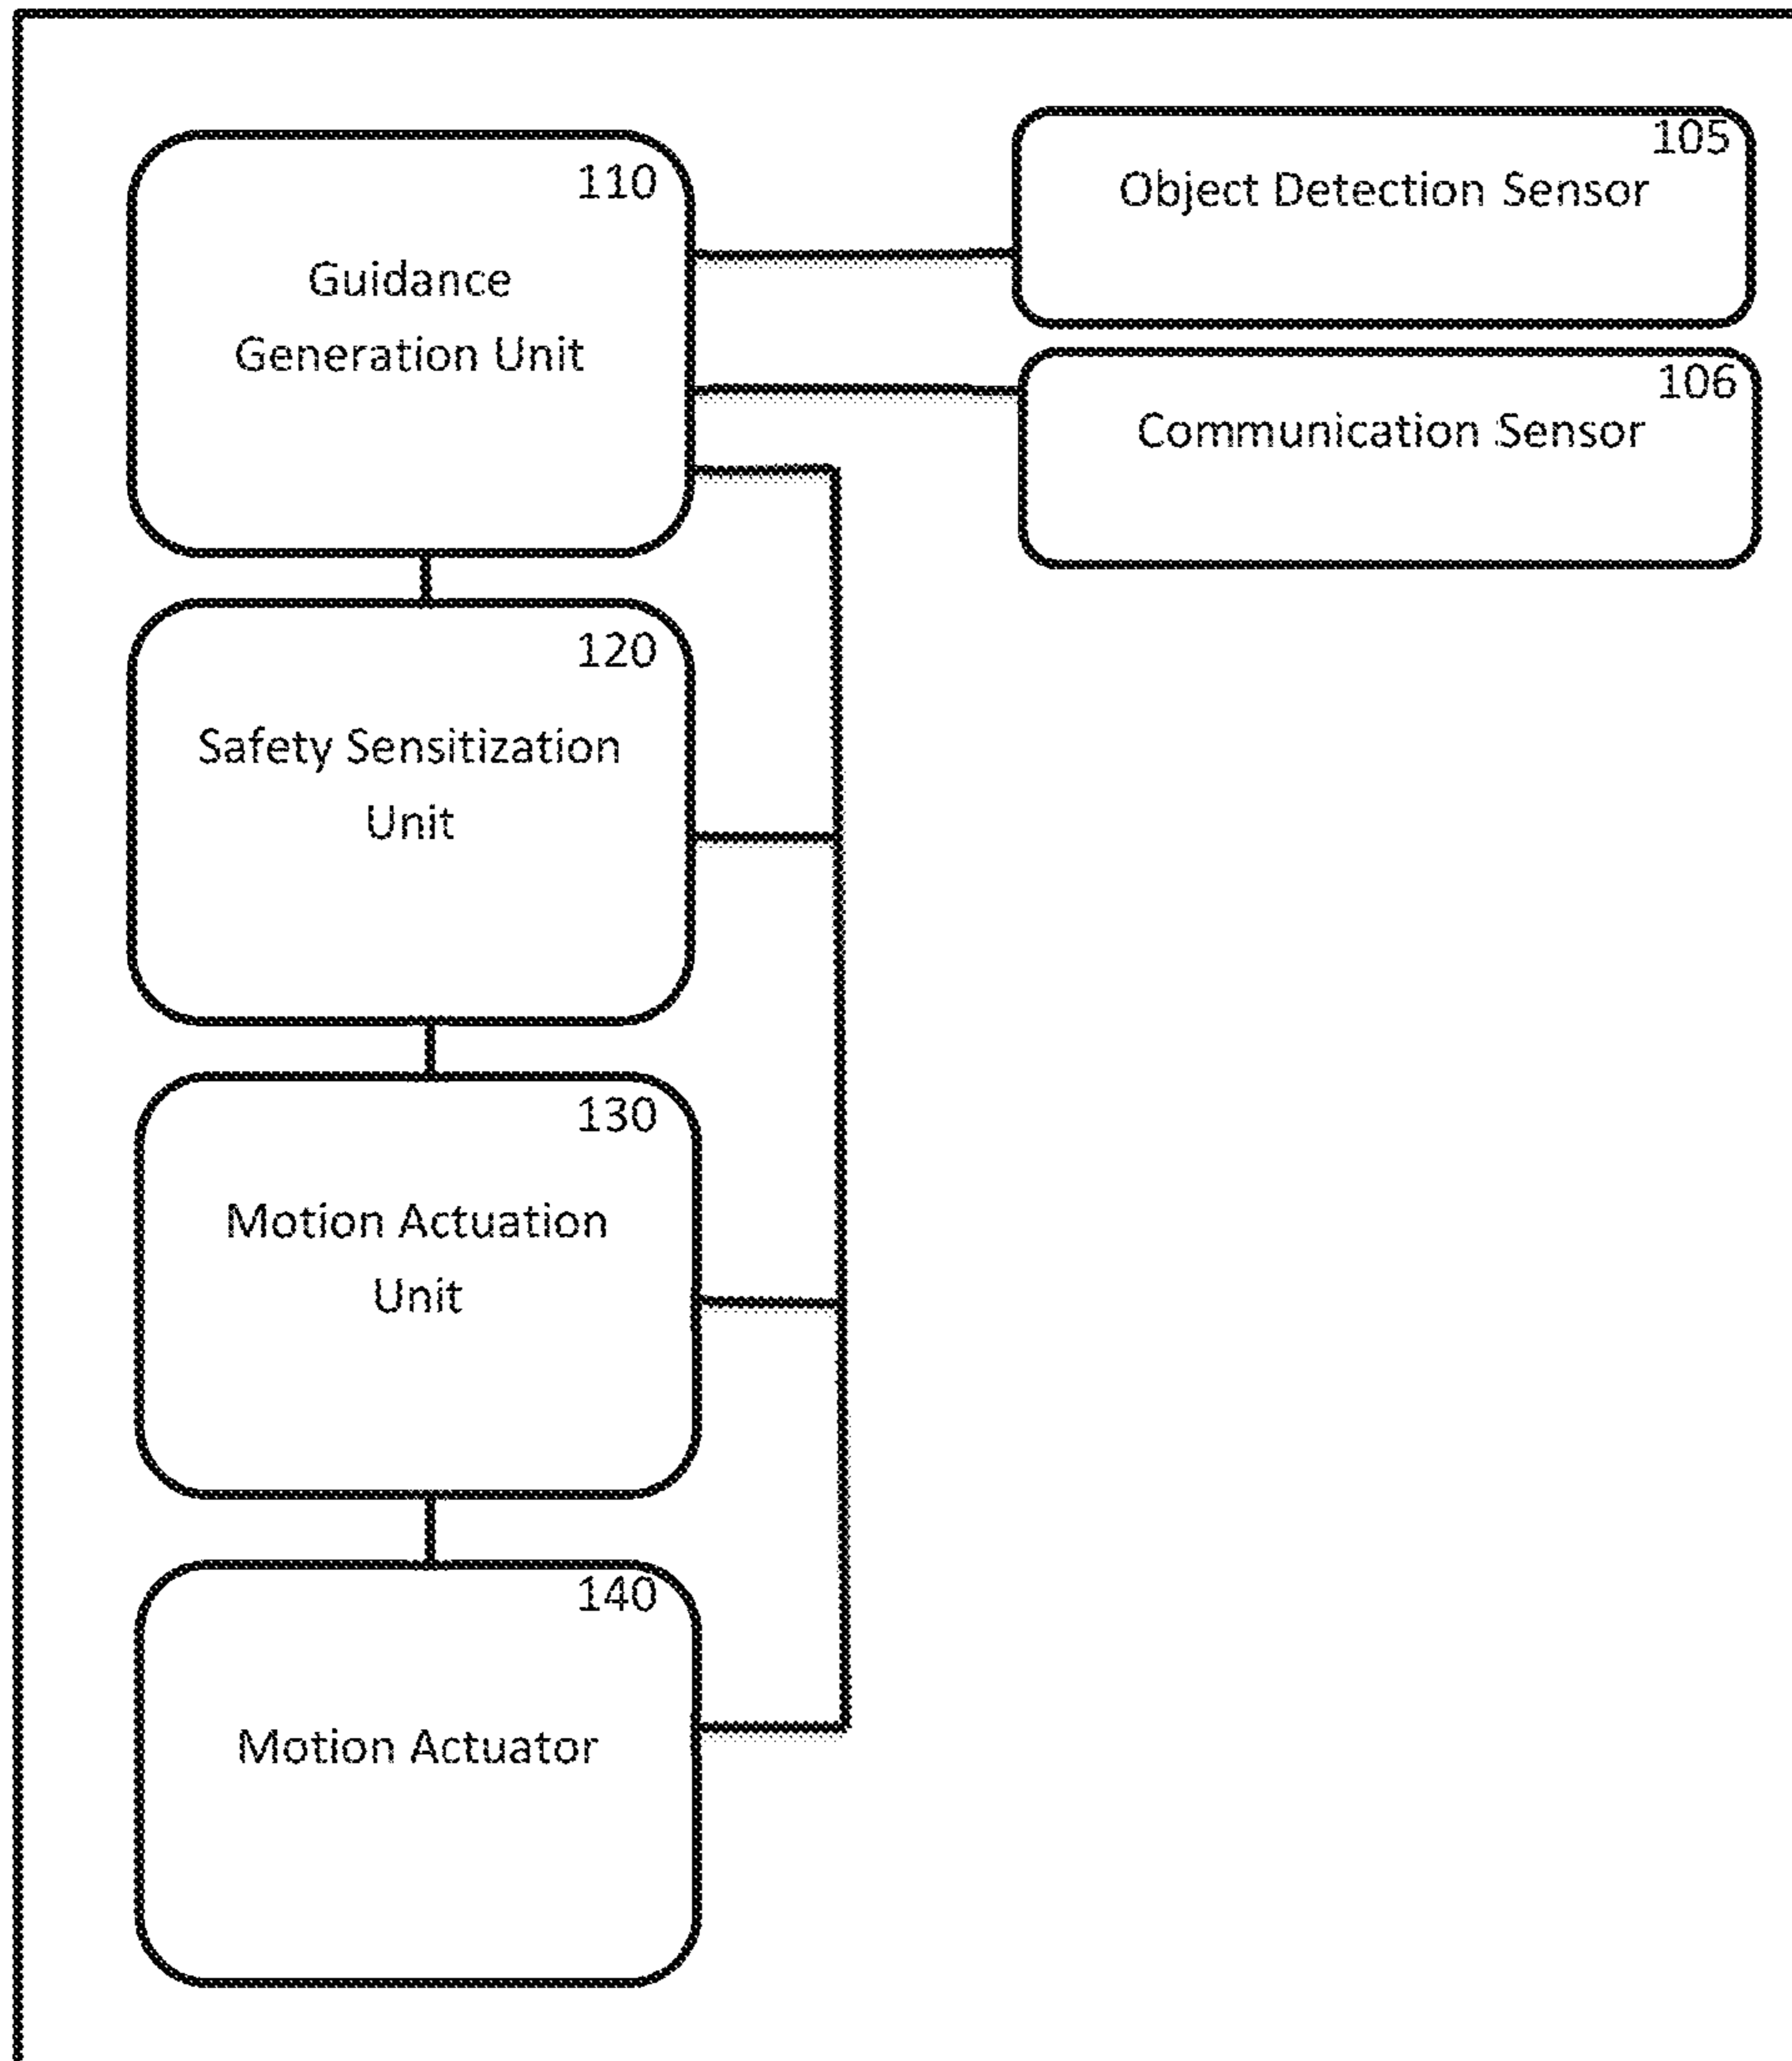 110
Guidance
Generation Unit
105
Object Detection Sensor
106
Communication Sensor
120
Safety Sensitization
Unit
130
Motion Actuation
Unit
140
Motion Actuator